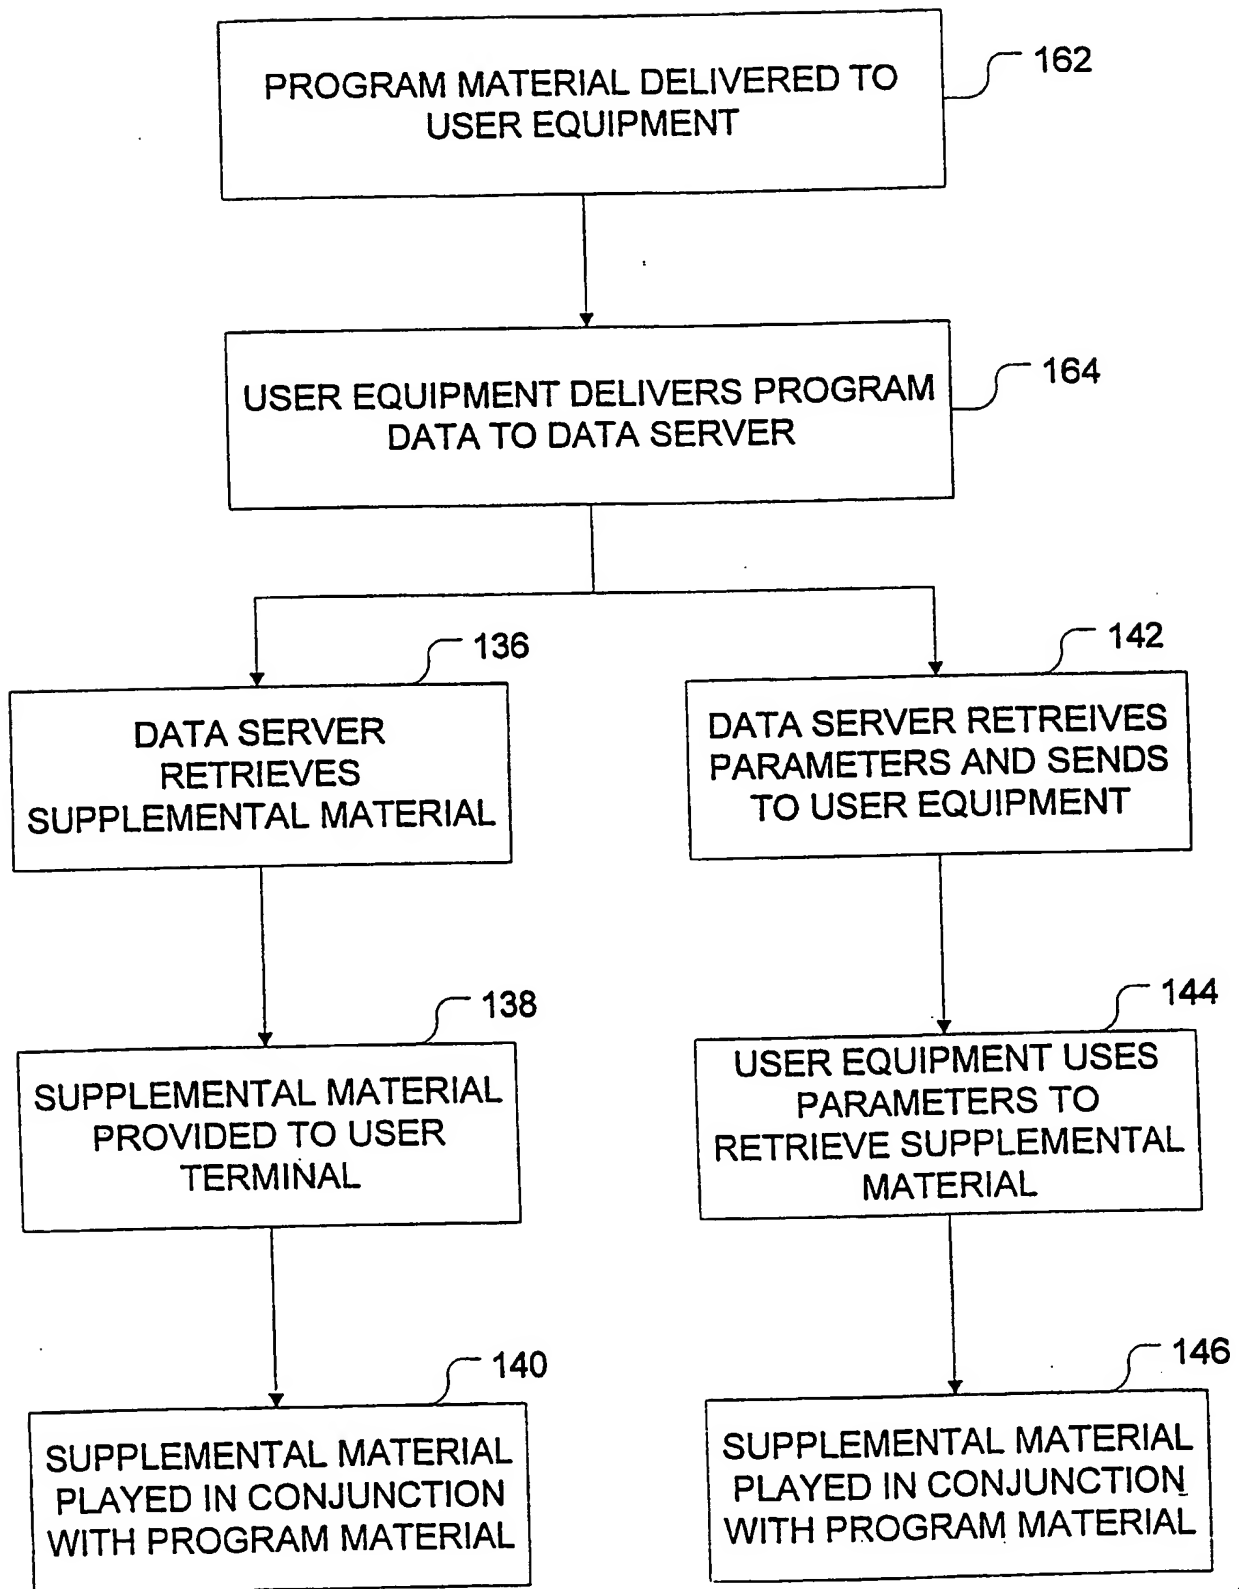 PROGRAM MATERIAL DELIVERED TO
USER EQUIPMENT
162
USER EQUIPMENT DELIVERS PROGRAM
DATA TO DATA SERVER
164
136
DATA SERVER
RETRIEVES
SUPPLEMENTAL MATERIAL
142
DATA SERVER RETREIVES
PARAMETERS AND SENDS
TO USER EQUIPMENT
138
SUPPLEMENTAL MATERIAL
PROVIDED TO USER
TERMINAL
144
USER EQUIPMENT USES
PARAMETERS TO
RETRIEVE SUPPLEMENTAL
MATERIAL
140
SUPPLEMENTAL MATERIAL
PLAYED IN CONJUNCTION
WITH PROGRAM MATERIAL
146
SUPPLEMENTAL MATERIAL
PLAYED IN CONJUNCTION
WITH PROGRAM MATERIAL